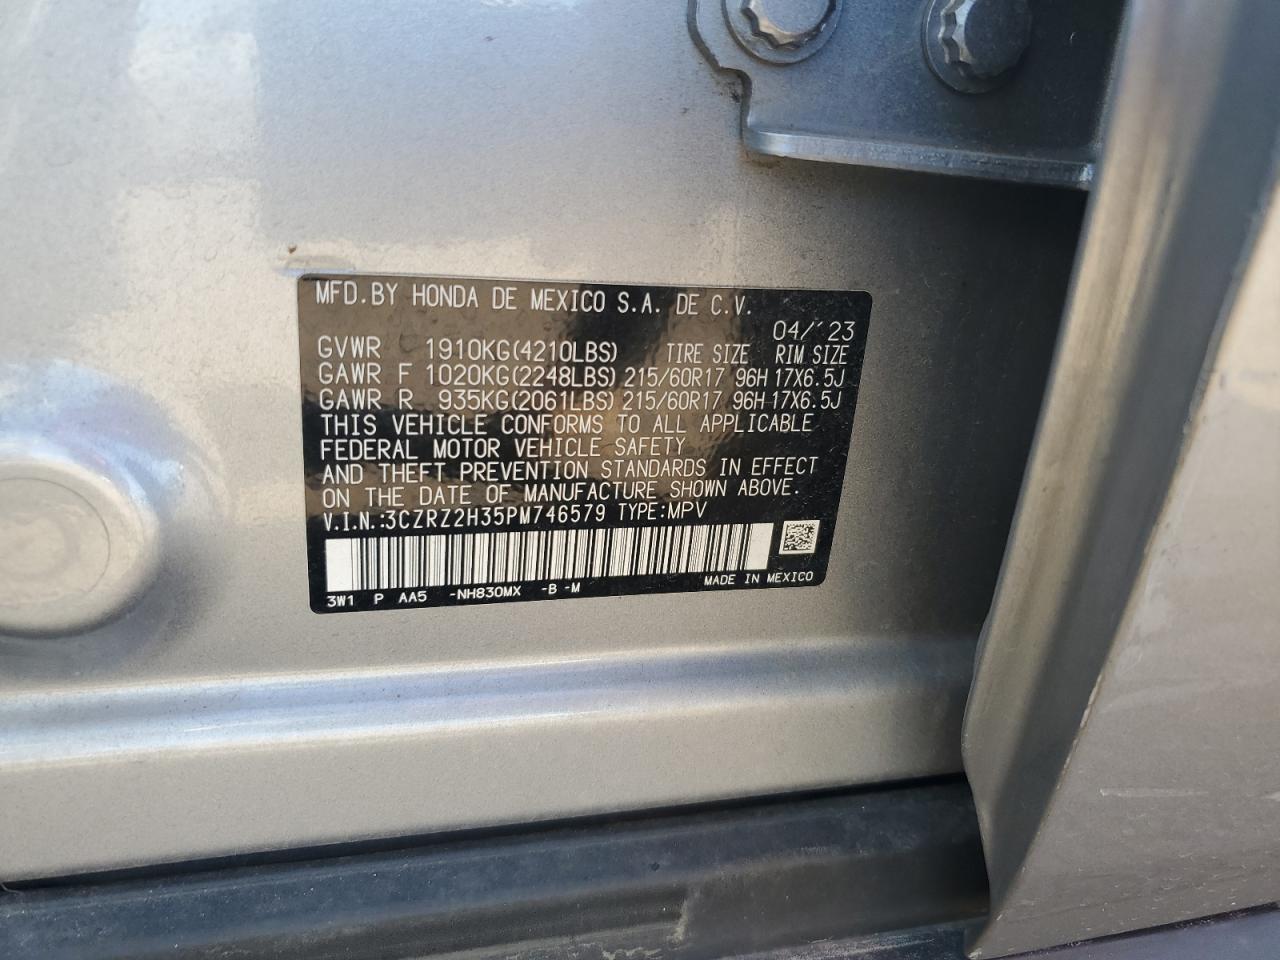 MFD.BY HONDA DE MEXICO S.A. DE C.V.
04/'23
GVWR 1910KG(4210LBS) TIRE SIZE RIM SIZE
GAWR F 1020KG(2248LBS) 215/60R17 96H 17X6.5J
GAWR R 935KG(2061LBS) 215/60R17 96H 17X6.5J
THIS VEHICLE CONFORMS TO ALL APPLICABLE
FEDERAL MOTOR VEHICLE SAFETY
AND THEFT PREVENTION STANDARDS IN EFFECT
ON THE DATE OF MANUFACTURE SHOWN ABOVE.
V.I.N.:3CZRZ2H35PM746579 TYPE:MPV
3W1 P AA5 -NH830MX -B -M MADE IN MEXICO